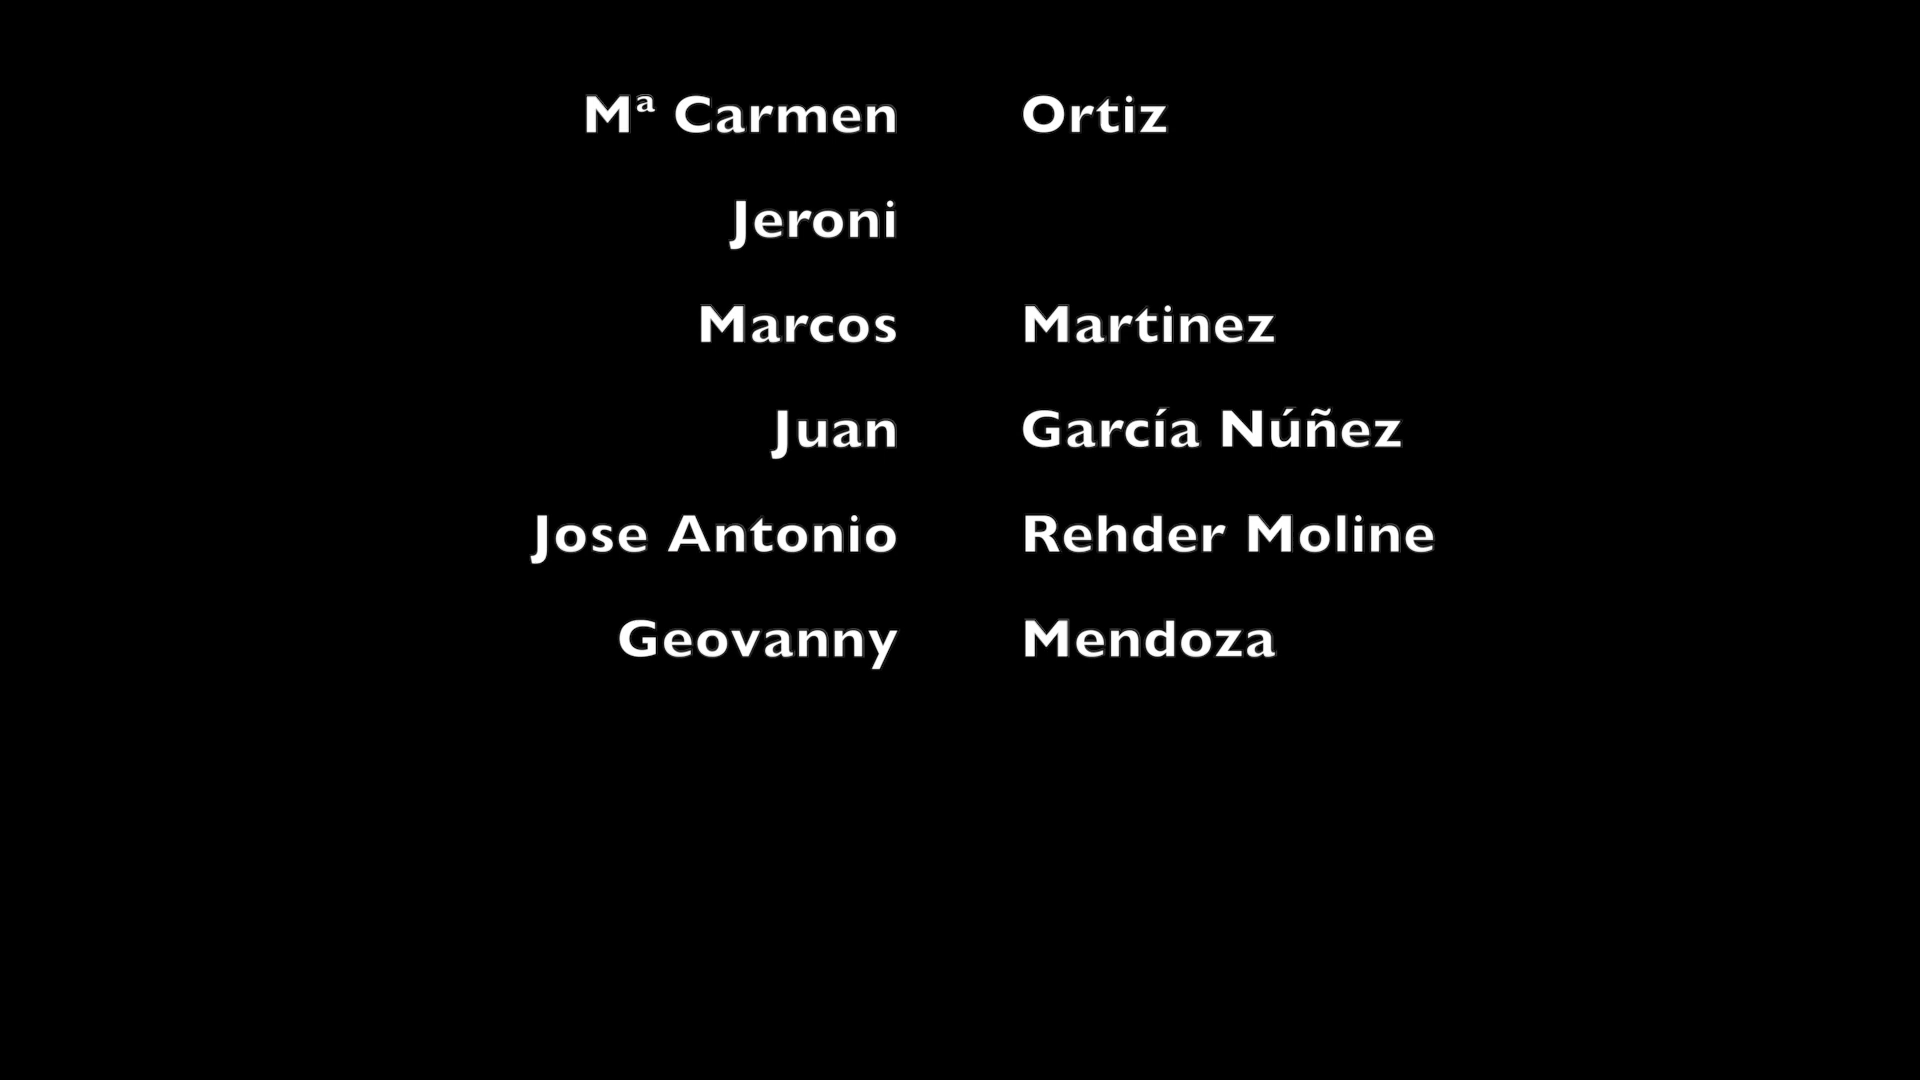 Mª Carmen Ortiz
Jeroni
Marcos Martinez
Juan García Núñez
Jose Antonio Rehder Moline
Geovanny Mendoza